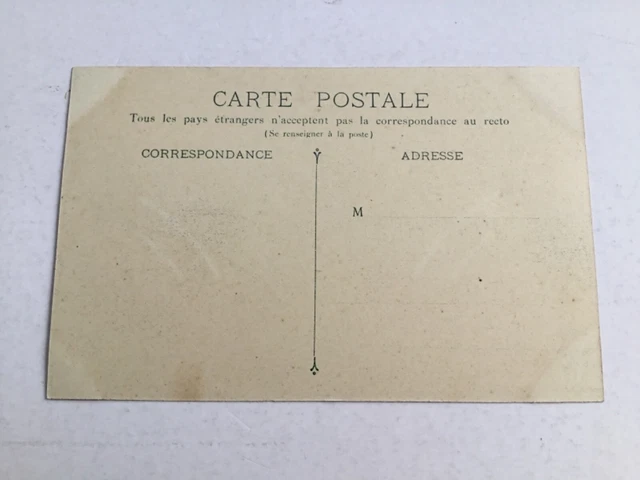 CARTE POSTALE
Tous les pays étrangers n'acceptent pas la correspondance au recto
(Se renseigner à la poste)
CORRESPONDANCE
ADRESSE
M